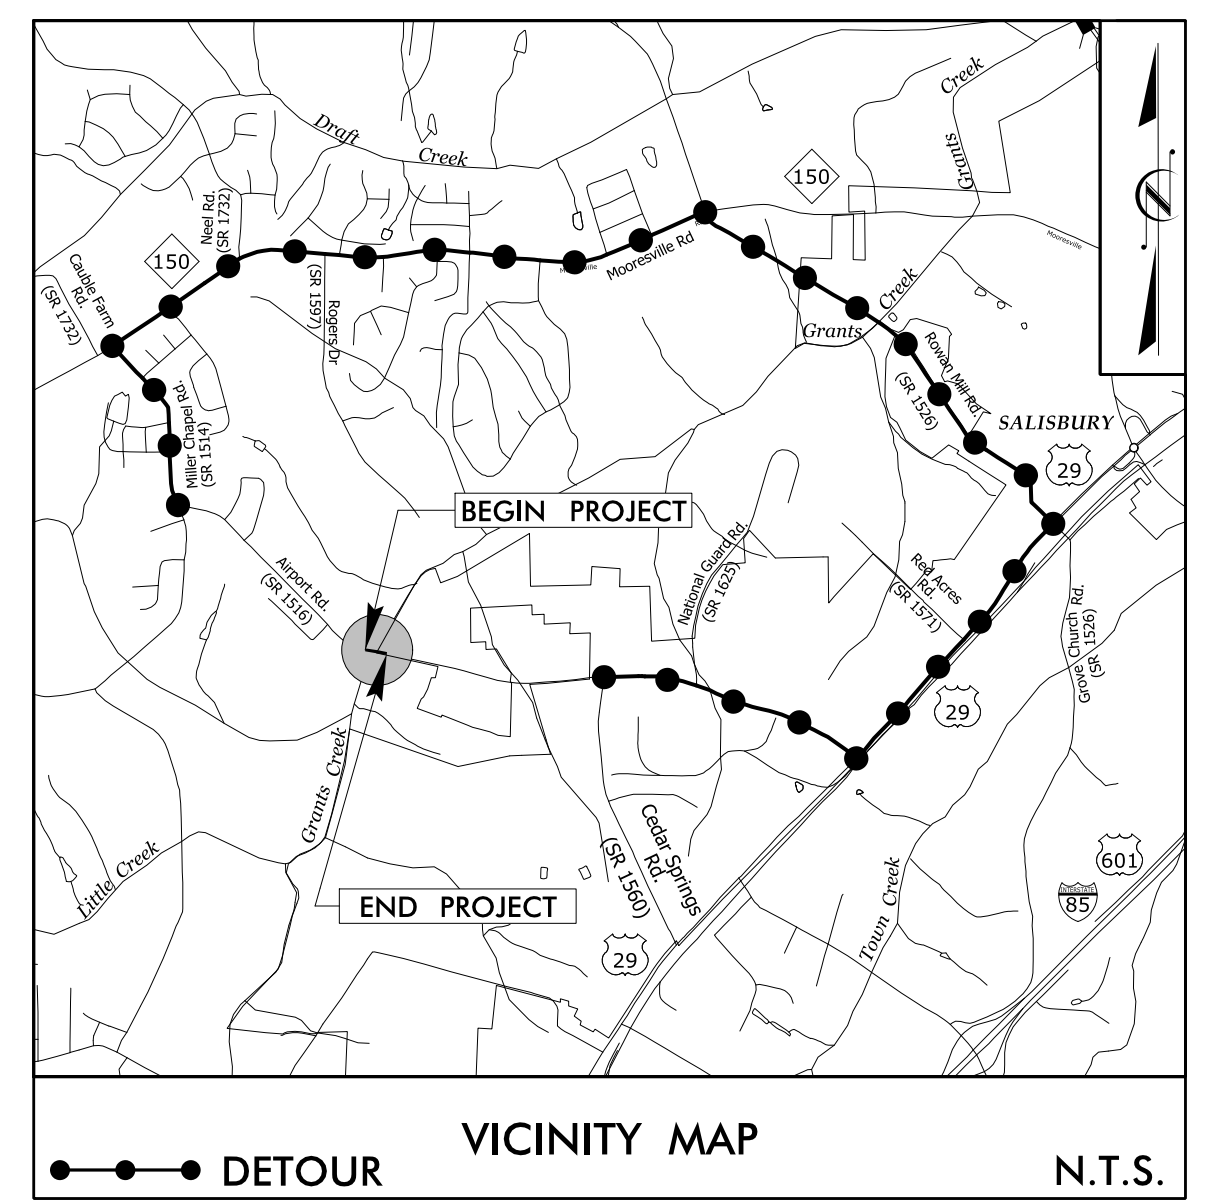 Draft
Creek
Creek
Grants
150
Neel Rd.
(SR 1732)
150
Cauble Farm
Rd.
(SR 1732)
Mooresville Rd
Mooresville
Mooresville
Rogers Dr
(SR 1597)
Creek
Grants
Rowan Mill Rd.
(SR 1526)
SALISBURY
29
Miller Chapel Rd.
(SR 1514)
BEGIN PROJECT
Airport Rd.
(SR 1516)
National Guard Rd.
(SR 1625)
Red Acres
Rd.
(SR 1571)
Grove Church Rd.
(SR 1526)
29
Grants Creek
Little Creek
Cedar Springs
Rd.
(SR 1560)
Town Creek
601
INTERSTATE
85
END PROJECT
29
VICINITY MAP
DETOUR
N.T.S.